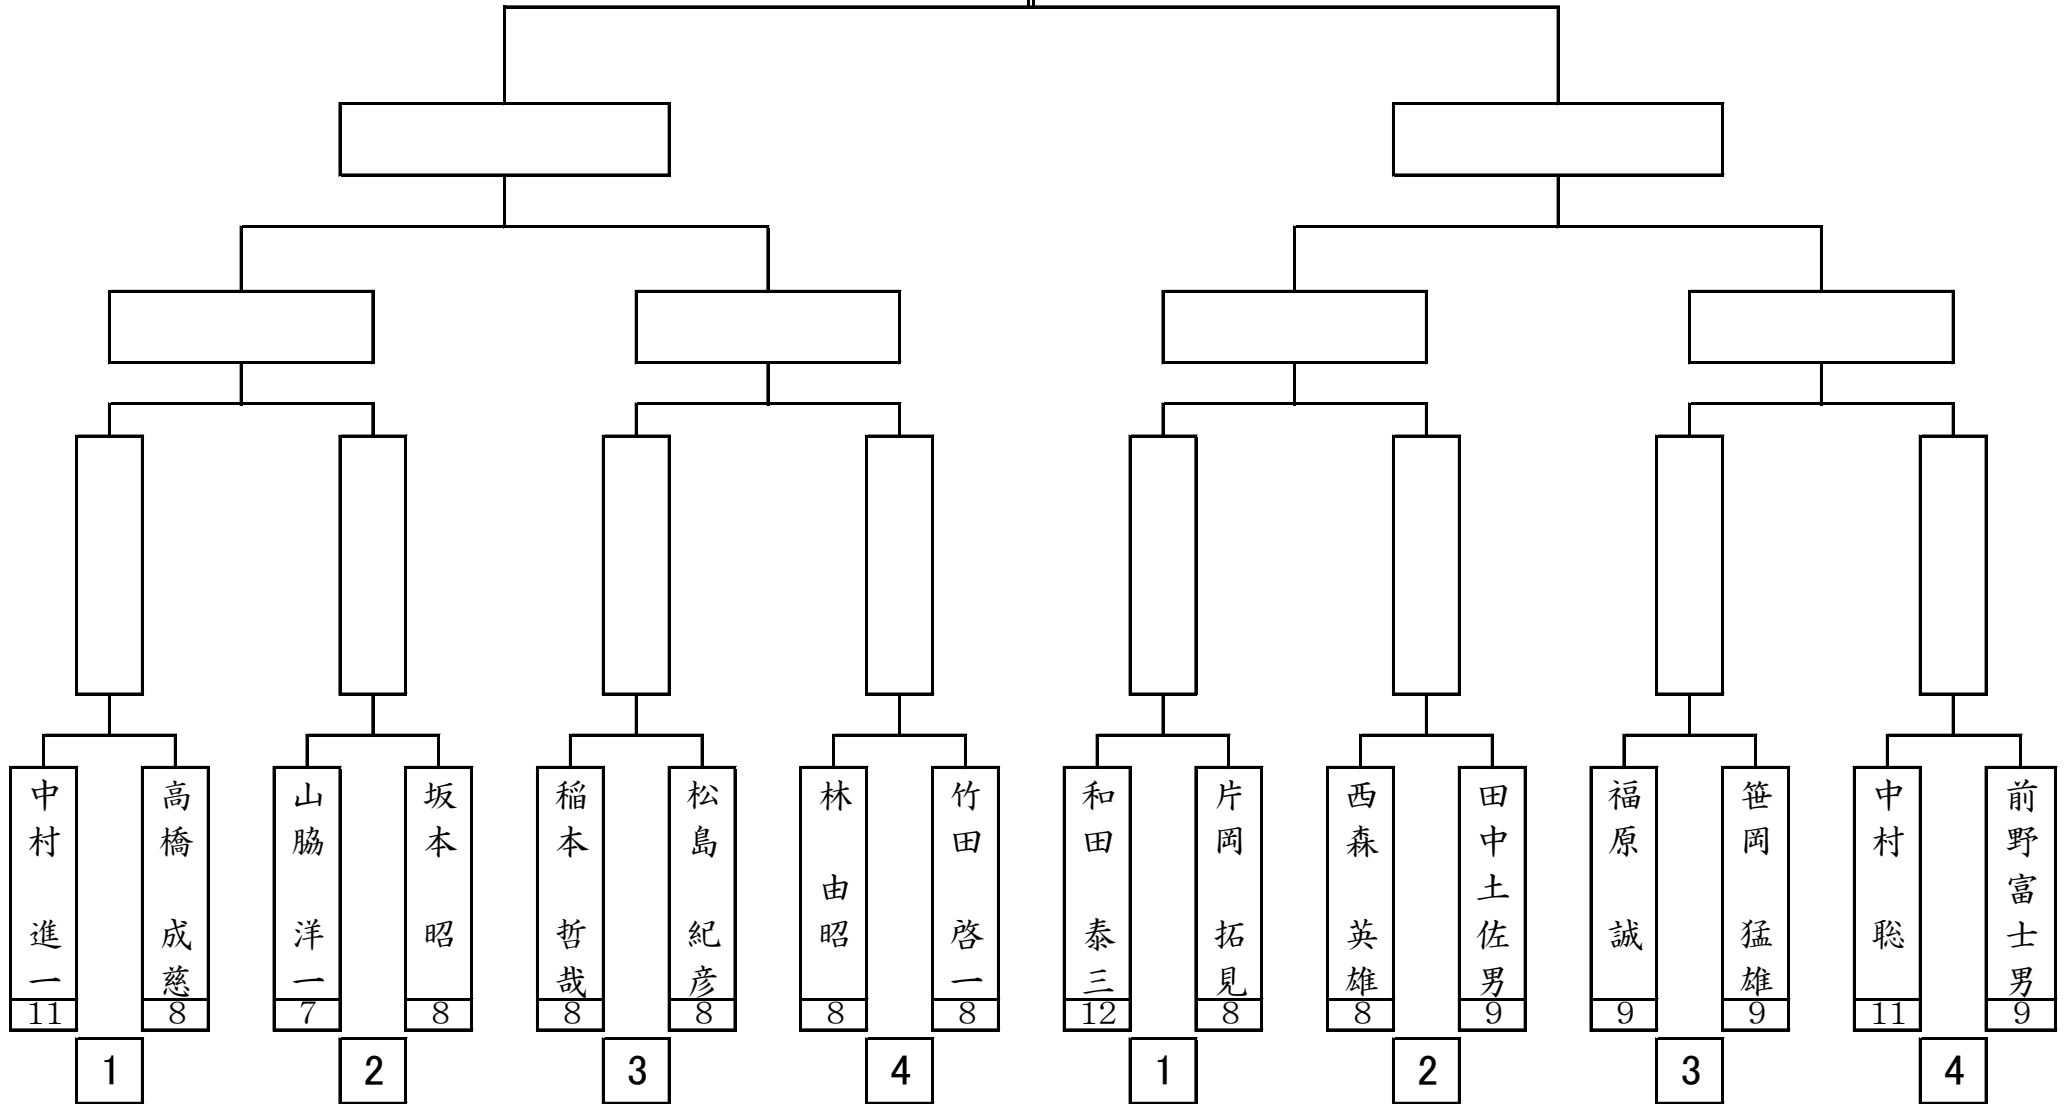 中村 進一
11
高橋 成慈
8
山脇 洋一
7
坂本 昭
8
稲本 哲哉
8
松島 紀彦
8
林 由昭
8
竹田 啓一
8
和田 泰三
12
片岡 拓見
8
西森 英雄
8
田中土佐男
9
福原 誠
9
笹岡 猛雄
9
中村 聡
11
前野富士男
9
1
2
3
4
1
2
3
4